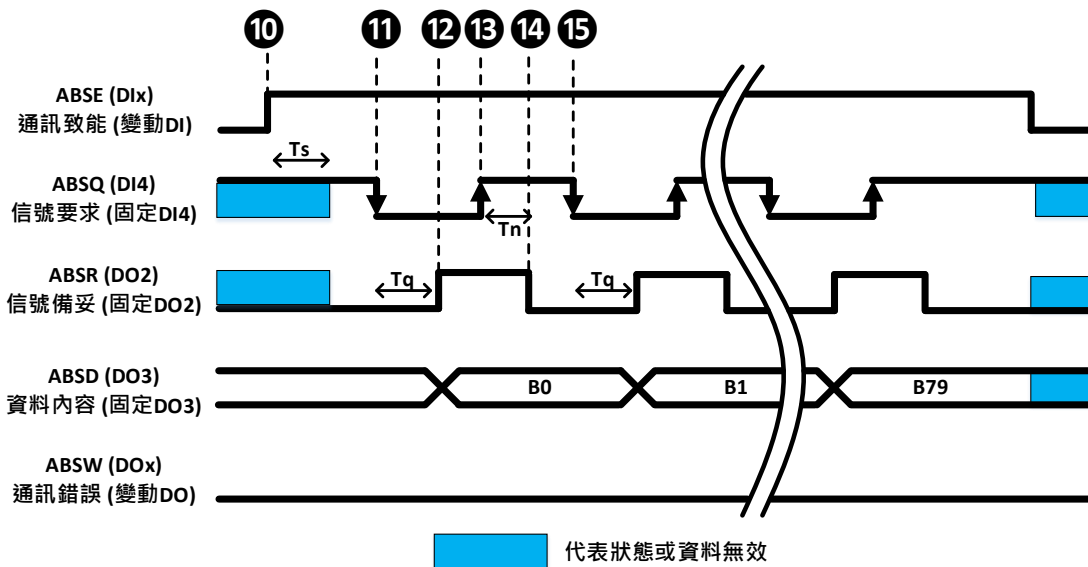 10 11 12 13 14 15
ABSE (DIx)
通訊致能 (變動DI)
Ts
ABSQ (DI4)
信號要求 (固定DI4)
Tn
ABSR (DO2)
信號備妥 (固定DO2)
Tq Tq
ABSD (DO3)
資料內容 (固定DO3)
B0 B1 B79
ABSW (DOx)
通訊錯誤 (變動DO)
代表狀態或資料無效